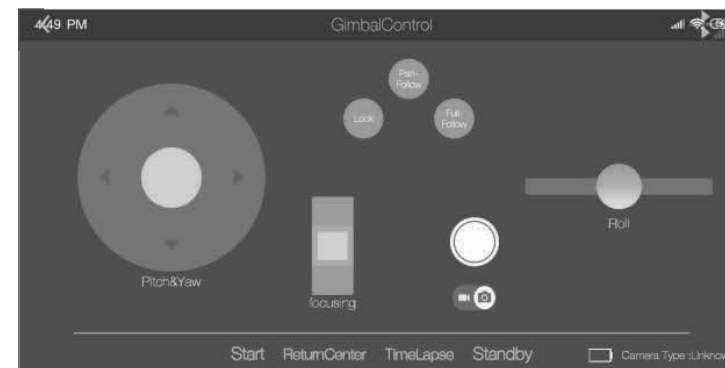 4:49 PM
GimbalControl
Pan-
Follow
Lock
Full-
Follow
Roll
Pitch&Yaw
focusing
Start ReturnCenter TimeLapse Standby
Camera Type :Unknow